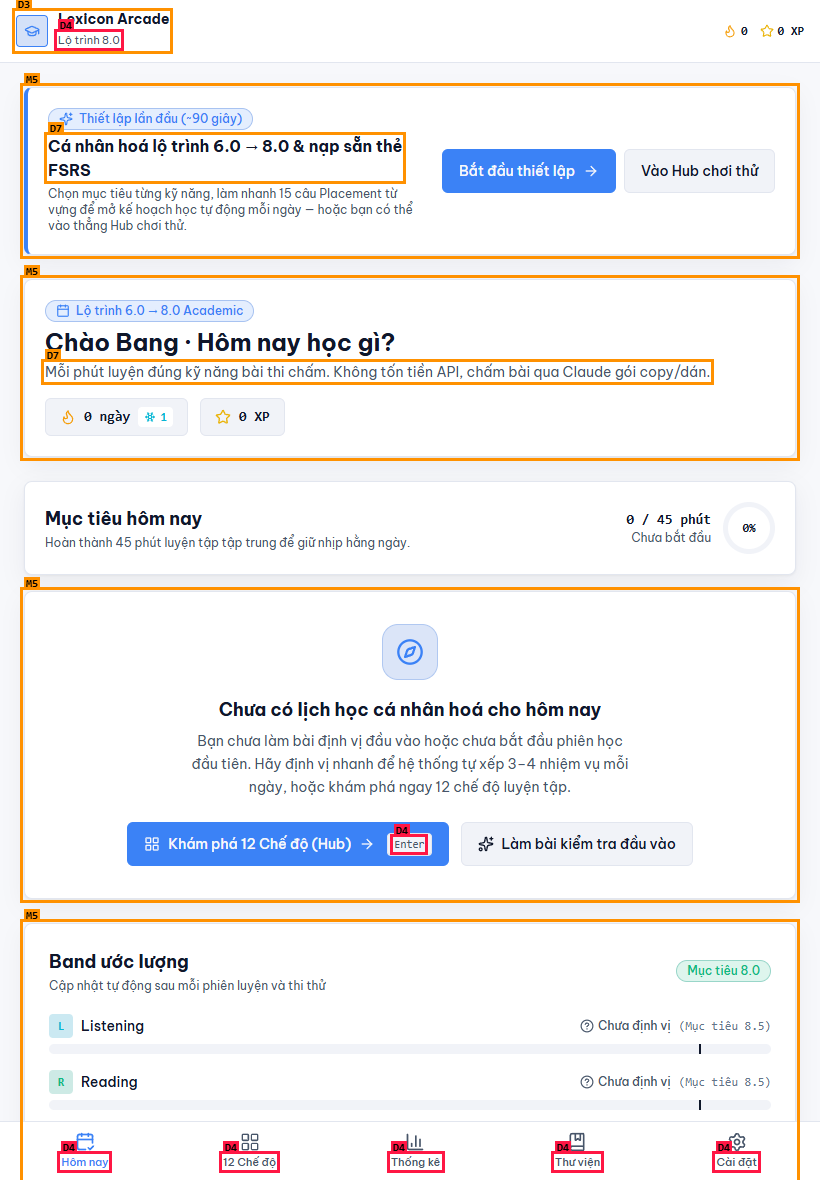 D3
Lexicon Arcade
D4
Lộ trình 8.0
0
0 XP
M5
Thiết lập lần đầu (~90 giây)
D7
Cá nhân hoá lộ trình 6.0 → 8.0 & nạp sẵn thẻ
FSRS
Chọn mục tiêu từng kỹ năng, làm nhanh 15 câu Placement từ
vựng để mở kế hoạch học tự động mỗi ngày — hoặc bạn có thể
vào thẳng Hub chơi thử.
Bắt đầu thiết lập →
Vào Hub chơi thử
M5
Lộ trình 6.0 → 8.0 Academic
Chào Bang · Hôm nay học gì?
D7
Mỗi phút luyện đúng kỹ năng bài thi chấm. Không tốn tiền API, chấm bài qua Claude gói copy/dán.
0 ngày
1
0 XP
Mục tiêu hôm nay
Hoàn thành 45 phút luyện tập tập trung để giữ nhịp hằng ngày.
0 / 45 phút
Chưa bắt đầu
0%
M5
Chưa có lịch học cá nhân hoá cho hôm nay
Bạn chưa làm bài định vị đầu vào hoặc chưa bắt đầu phiên học
đầu tiên. Hãy định vị nhanh để hệ thống tự xếp 3–4 nhiệm vụ mỗi
ngày, hoặc khám phá ngay 12 chế độ luyện tập.
D4
Khám phá 12 Chế độ (Hub) → Enter
Làm bài kiểm tra đầu vào
M5
Band ước lượng
Cập nhật tự động sau mỗi phiên luyện và thi thử
Mục tiêu 8.0
L Listening
Chưa định vị (Mục tiêu 8.5)
R Reading
Chưa định vị (Mục tiêu 8.5)
D4
Hôm nay
D4
12 Chế độ
D4
Thống kê
D4
Thư viện
D4
Cài đặt